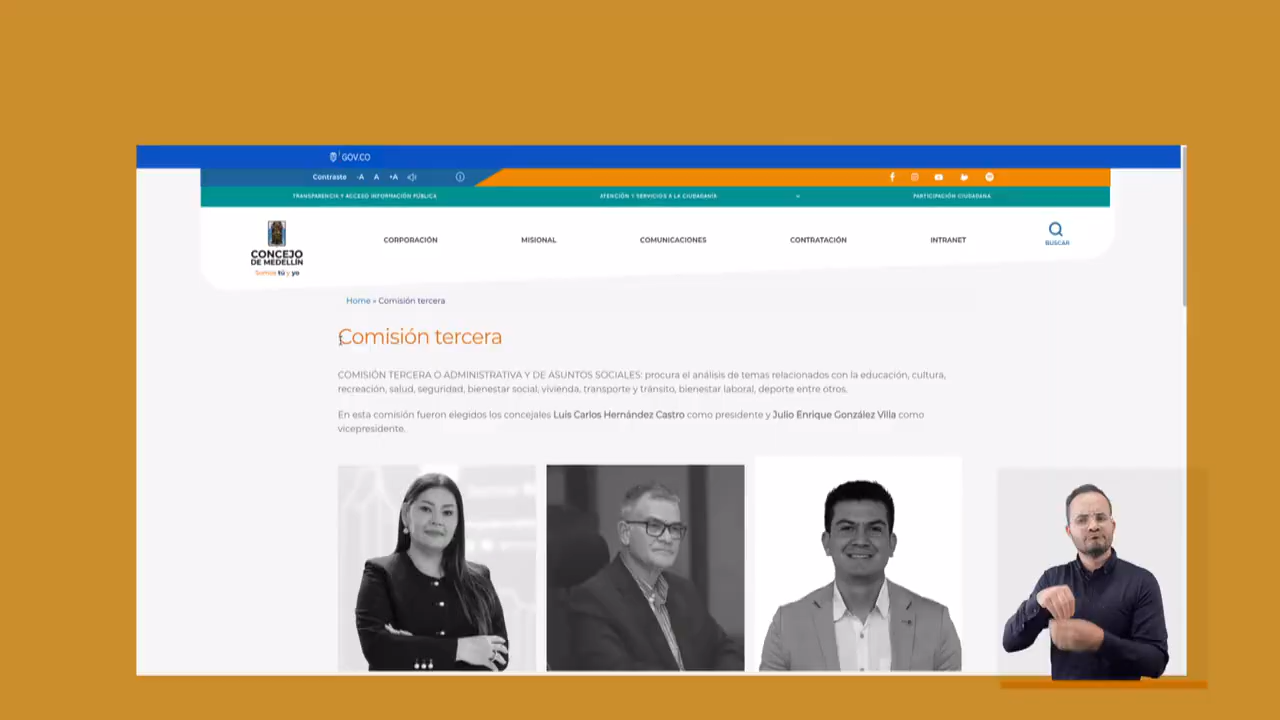 GOV.CO
Contraste -A A +A
TRANSPARENCIA Y ACCESO INFORMACIÓN PÚBLICA ATENCIÓN Y SERVICIOS A LA CIUDADANÍA PARTICIPACIÓN CIUDADANA
CONCEJO
DE MEDELLÍN
Somos tú y yo
CORPORACIÓN MISIONAL COMUNICACIONES CONTRATACIÓN INTRANET
BUSCAR
Home » Comisión tercera
Comisión tercera
COMISIÓN TERCERA O ADMINISTRATIVA Y DE ASUNTOS SOCIALES: procura el análisis de temas relacionados con la educación, cultura,
recreación, salud, seguridad, bienestar social, vivienda, transporte y tránsito, bienestar laboral, deporte entre otros.
En esta comisión fueron elegidos los concejales Luis Carlos Hernández Castro como presidente y Julio Enrique González Villa como
vicepresidente.